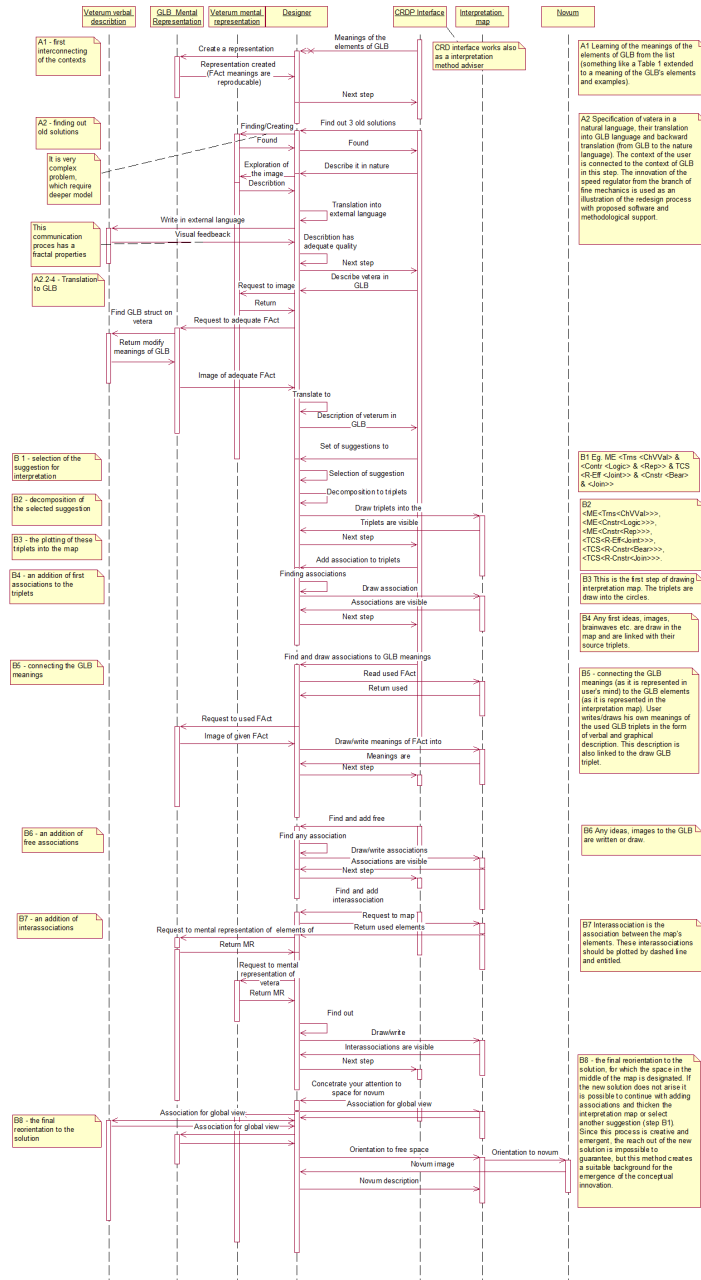 Veterum verbal
describtion
GLB_Mental
Representation
Veterum mental
representation
Designer
CRDP Interface
Interpretation
map
Novum
A1 - first
interconnecting
of the contexts
Meanings of the
elements of GLB
Create a representation
Representation created
(FAct meanings are
reproducable)
Next step
CRD interface works also
as a interpretation
method adviser
A1 Learning of the meanings of the
elements of GLB from the list
(something like a Table 1 extended
to a meaning of the GLB's elements
and examples).
A2 - finding out
old solutions
It is very
complex
problem,
which require
deeper model
Finding/Creating
Find out 3 old solutions
Found
Found
Exploration of
the image
Describe it in nature
Describtion
Translation into
external language
A2 Specification of vatera in a
natural language, their translation
into GLB language and backward
translation (from GLB to the nature
language). The context of the user
is connected to the context of GLB
in this step. The innovation of the
speed regulator from the branch of
fine mechanics is used as an
illustration of the redesign process
with proposed software and
methodological support.
This
communication
proces has a
fractal properties
Write in external language
Visual feedbeack
Describtion has
adequate quality
Next step
A2 2-4 - Translation
to GLB
Describe vetera in
GLB
Request to image
Return
Find GLB struct on
vetera
Request to adequate FAct
Return modify
meanings of GLB
Image of adequate FAct
Translate to
Description of veterum in
GLB
Set of suggestions to
B 1 - selection of the
suggestion for
interpretation
Selection of suggestion
B1 Eg. ME <Trns <ChVVal> &
<Contr <Logic> & <Rep>> & TCS
<R-Eff <Joint>> & <Cnstr <Bear>
& <Join>>
B2 - decomposition of
the selected suggestion
Decomposition to triplets
Draw triplets into the
Triplets are visible
B2
<ME<Trns<ChVVal>>>,
<ME<Cnstr<Logic>>>,
<ME<Cnstr<Rep>>>,
<TCS<R-Eff<Joint>>>,
<TCS<R-Cnstr<Bear>>>,
<TCS<R-Cnstr<Join>>>.
B3 - the plotting of these
triplets into the map
Next step
Add association to triplets
B4 - an addition of first
associations to the
triplets
Finding associations
Draw association
Associations are visible
Next step
B3 Tthis is the first step of drawing
interpretation map. The triplets are
draw into the circles.
B4 Any first ideas, images,
brainwaves etc. are draw in the
map and are linked with their
source triplets.
B5 - connecting the GLB
meanings
Find and draw associations to GLB meanings
Read used FAct
Return used
Request to used FAct
Image of given FAct
Draw/write meanings of FAct into
Meanings are
Next step
B5 - connecting the GLB
meanings (as it is represented in
user's mind) to the GLB elements
(as it is represented in the
interpretation map). User
writes/draws his own meanings of
the used GLB triplets in the form
of verbal and graphical
description. This description is
also linked to the draw GLB
triplet.
B6 - an addition of
free associations
Find and add free
Find any association
Draw/write associations
Associations are visible
Next step
B6 Any ideas, images to the GLB
are written or draw.
Find and add
interassociation
B7 - an addition of
interassociations
Request to map
Return used elements
Request to mental representation of elements of
Return MR
Request to mental
representation of
vetera
Return MR
Find out
Draw/write
Interassociations are visible
Next step
B7 Interassociation is the
association between the map's
elements. These interassociations
should be plotted by dashed line
and entitled.
Concetrate your attention to
space for novum
B8 - the final
reorientation to the
solution
Association for global view
Association for global view
Association for global view
Orientation to free space
Orientation to novum
Novum image
Novum description
B8 - the final reorientation to the
solution, for which the space in the
middle of the map is designated. If
the new solution does not arise it
is possible to continue with adding
associations and thicken the
interpretation map or select
another suggestion (step B1).
Since this process is creative and
emergent, the reach out of the new
solution is impossible to
guarantee, but this method creates
a suitable background for the
emergence of the conceptual
innovation.